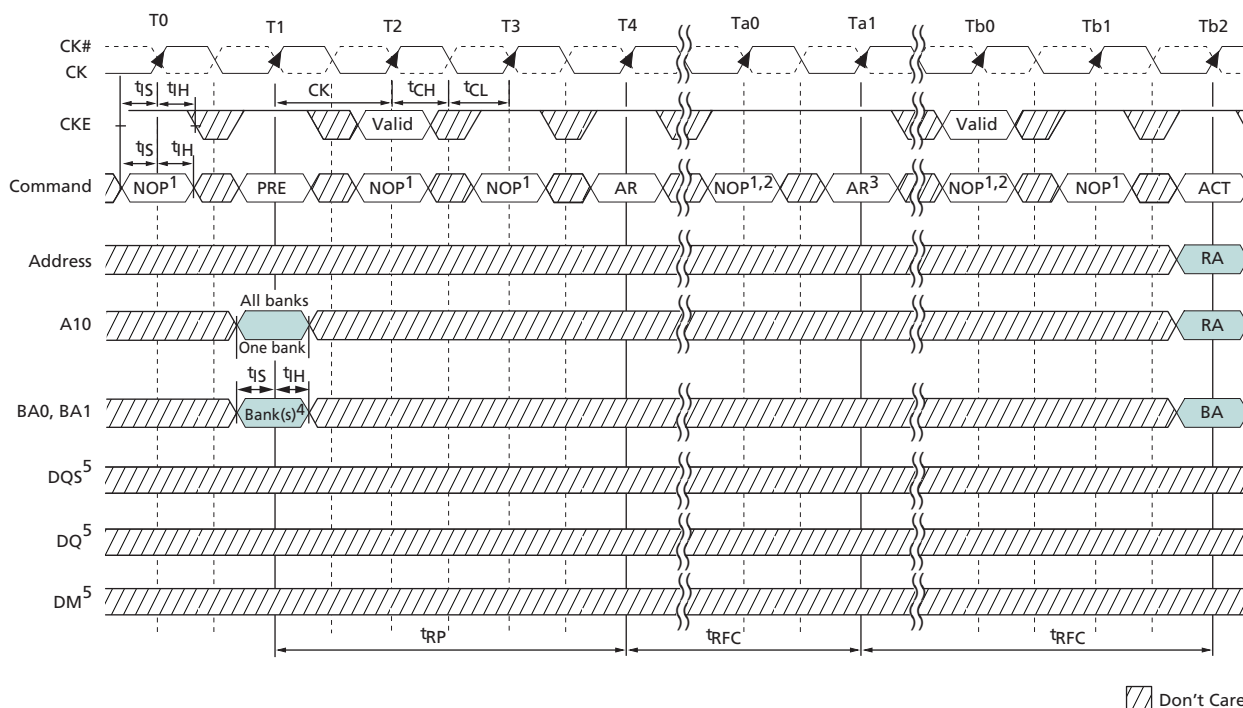 T0 T1 T2 T3 T4 Ta0 Ta1 Tb0 Tb1 Tb2
CK#
CK
tIS tIH CK tCH tCL
CKE Valid Valid
tIS tIH
Command NOP1 PRE NOP1 NOP1 AR NOP1,2 AR3 NOP1,2 NOP1 ACT
Address RA
All banks
A10 RA
One bank
tIS tIH
BA0, BA1 Bank(s)4 BA
DQS5
DQ5
DM5
tRP tRFC tRFC
Don't Care